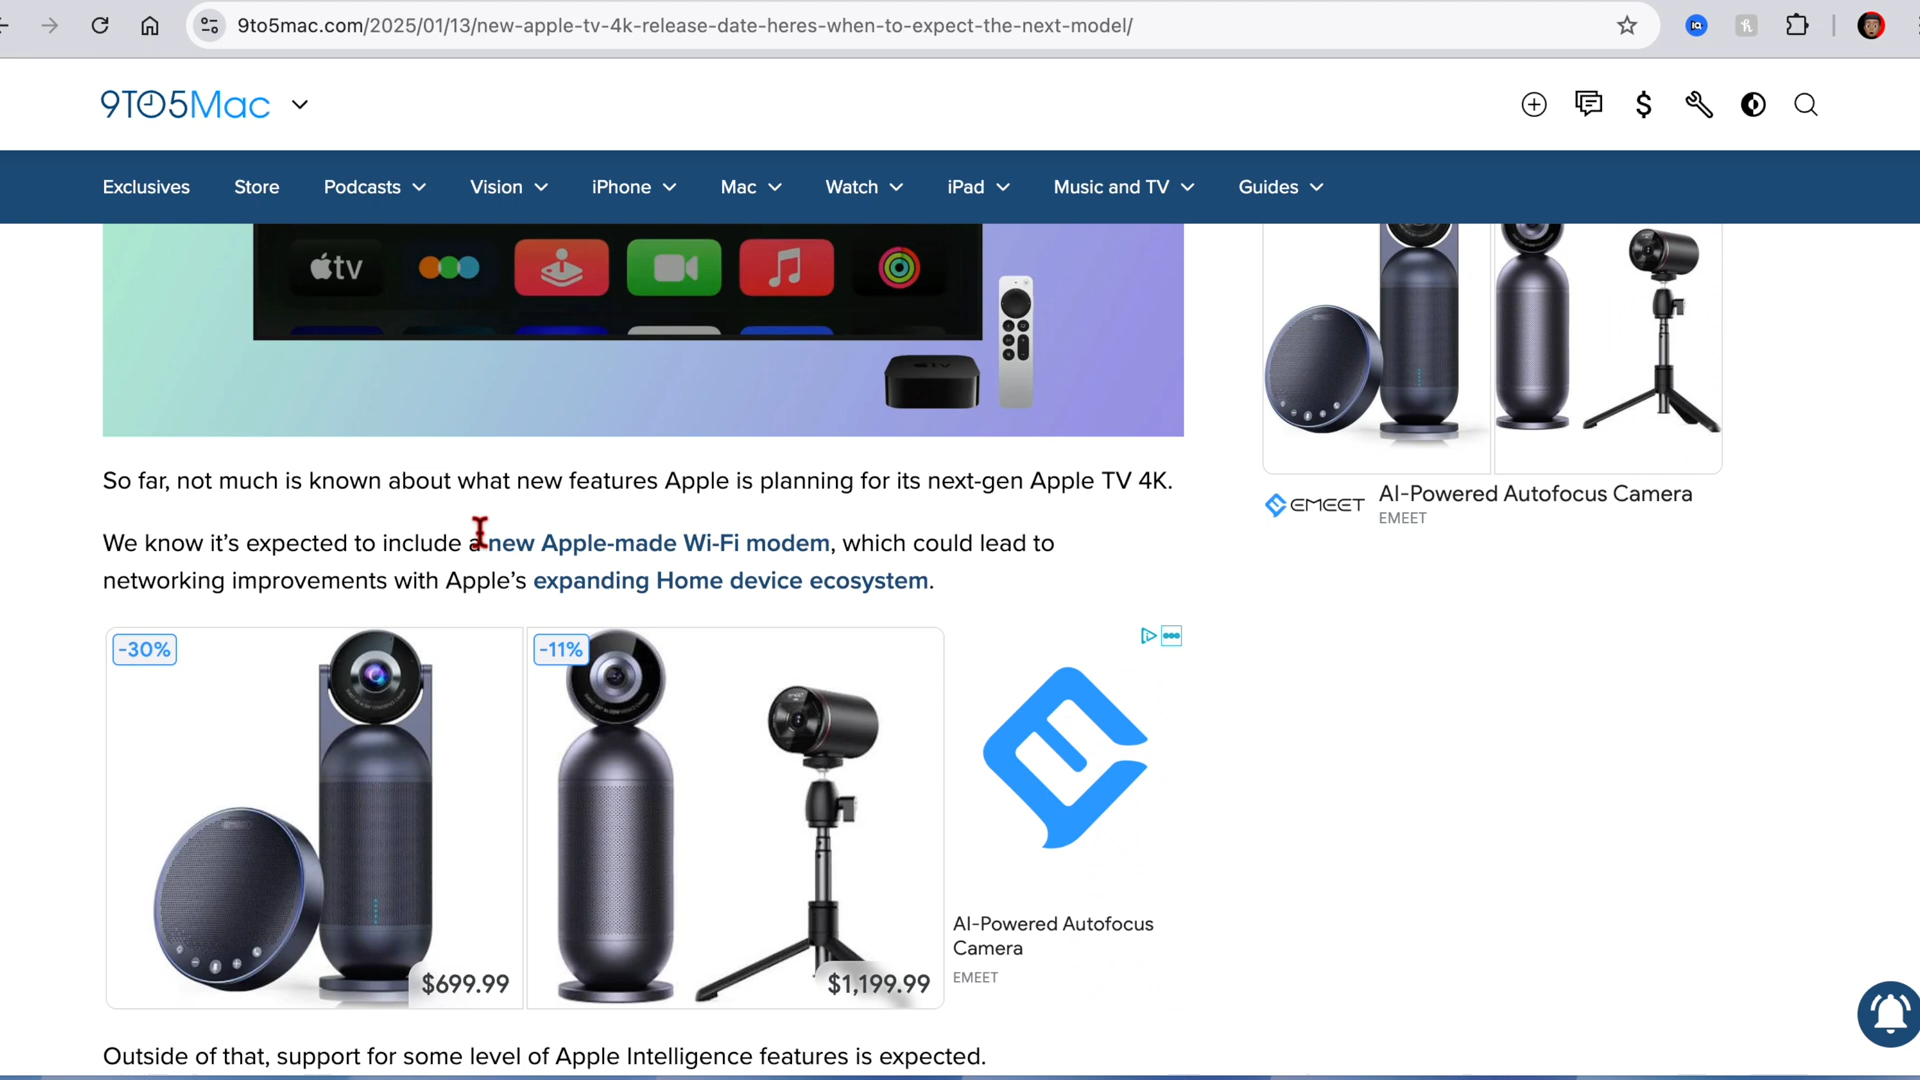 9to5mac.com/2025/01/13/new-apple-tv-4k-release-date-heres-when-to-expect-the-next-model/
9TO5Mac
Exclusives Store Podcasts Vision iPhone Mac Watch iPad Music and TV Guides
tv
tv
So far, not much is known about what new features Apple is planning for its next-gen Apple TV 4K.
We know it's expected to include a new Apple-made Wi-Fi modem, which could lead to
networking improvements with Apple's expanding Home device ecosystem.
EMEET
AI-Powered Autofocus Camera
EMEET
-30%
-11%
$699.99
$1,199.99
AI-Powered Autofocus
Camera
EMEET
Outside of that, support for some level of Apple Intelligence features is expected.